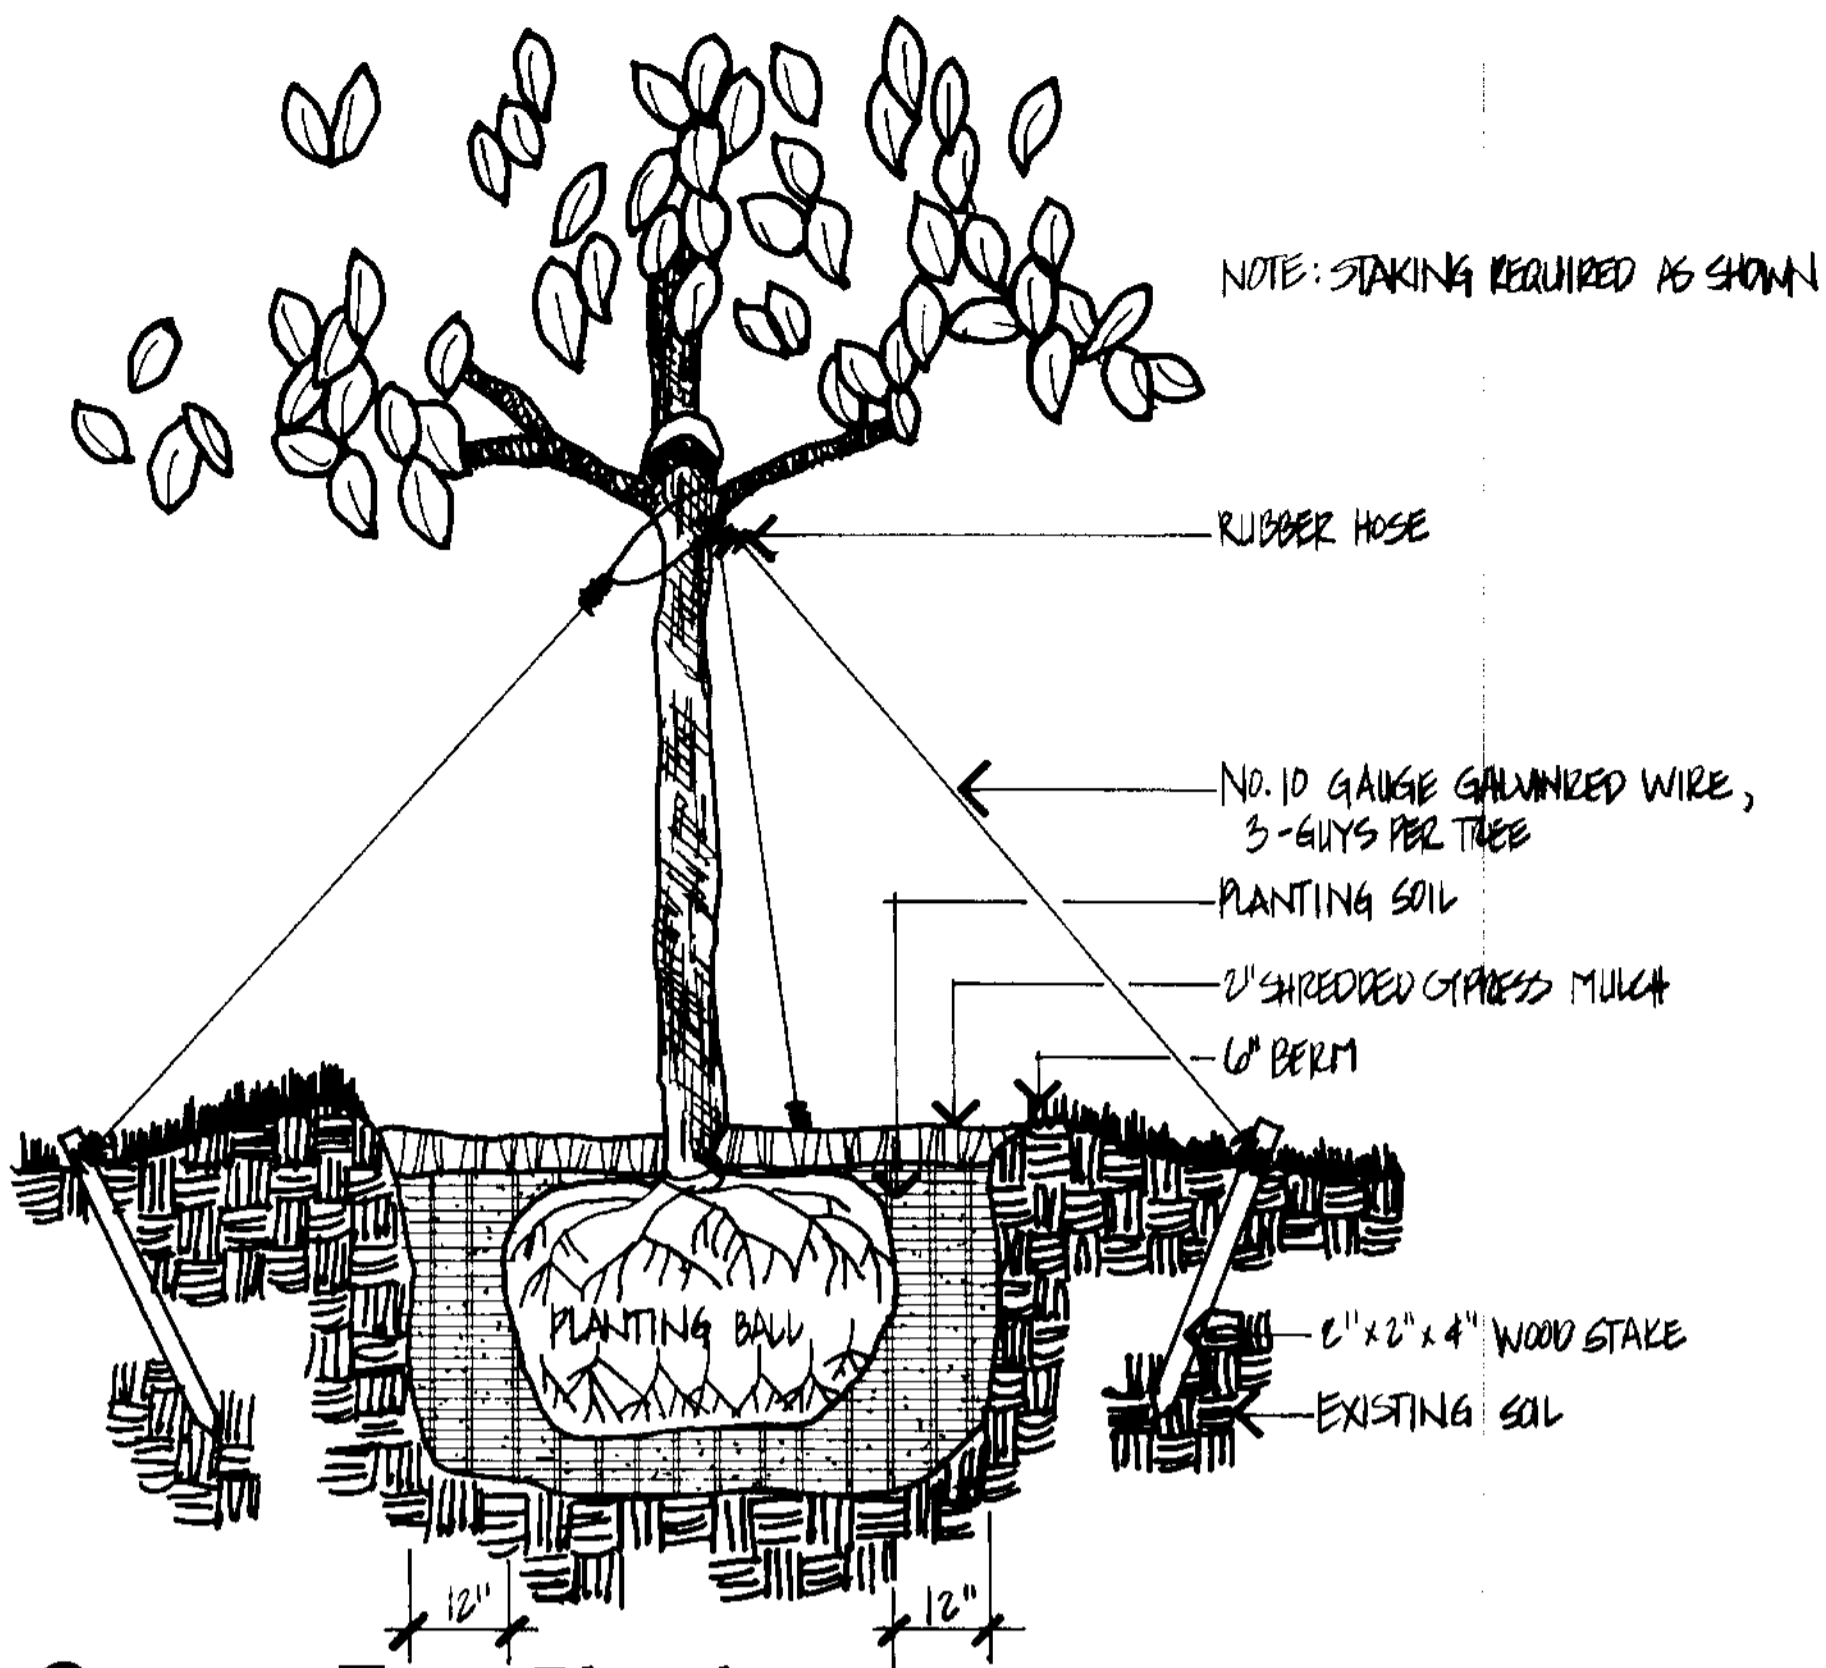 NOTE: STAKING REQUIRED AS SHOWN
RUBBER HOSE
NO. 10 GAUGE GALVINRED WIRE,
3-GUYS PER TREE
PLANTING SOIL
2" SHREDDED CYPRESS MULCH
6" BERM
PLANTING BALL
2" x 2" x 4" WOOD STAKE
EXISTING SOIL
12"
12"